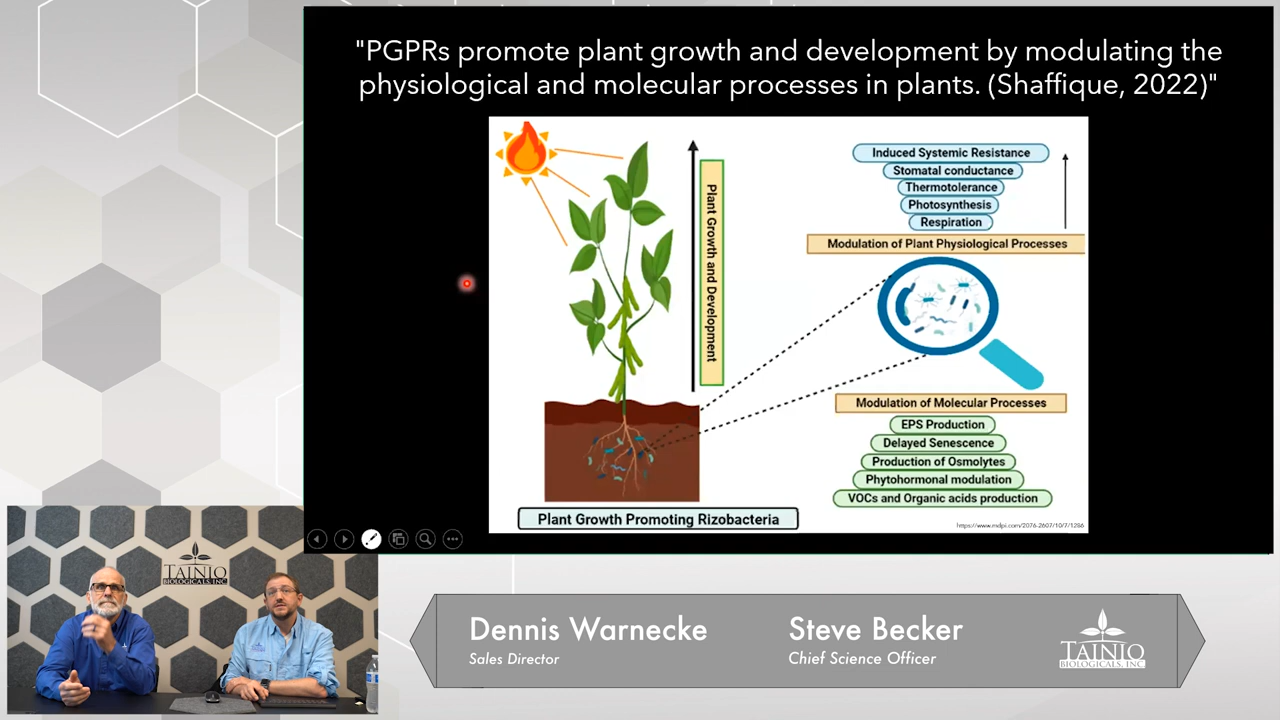 "PGPRs promote plant growth and development by modulating the
physiological and molecular processes in plants. (Shaffique, 2022)"
Plant Growth and Development
Induced Systemic Resistance
Stomatal conductance
Thermotolerance
Photosynthesis
Respiration
Modulation of Plant Physiological Processes
Modulation of Molecular Processes
EPS Production
Delayed Senescence
Production of Osmolytes
Phytohormonal modulation
VOCs and Organic acids production
Plant Growth Promoting Rizobacteria
https://www.mdpi.com/2076-2607/10/7/1286
TAINIO
BIOLOGICALS, INC
Dennis Warnecke
Sales Director
Steve Becker
Chief Science Officer
TAINIO
BIOLOGICALS, INC